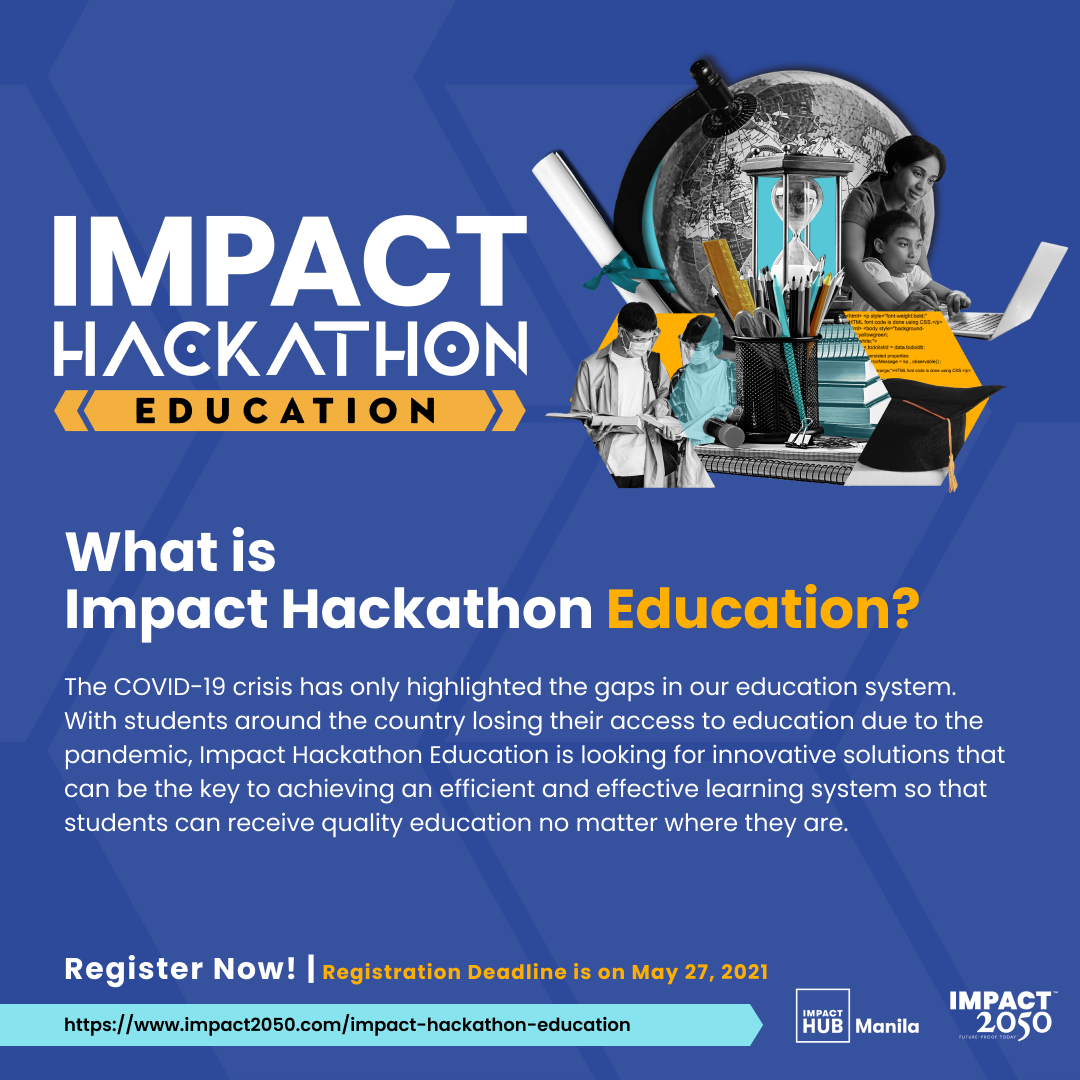 IMPACT
HACKATHON
EDUCATION
What is
Impact Hackathon Education?
The COVID-19 crisis has only highlighted the gaps in our education system.
With students around the country losing their access to education due to the
pandemic, Impact Hackathon Education is looking for innovative solutions that
can be the key to achieving an efficient and effective learning system so that
students can receive quality education no matter where they are.
Register Now! | Registration Deadline is on May 27, 2021
https://www.impact2050.com/impact-hackathon-education
IMPACT
HUB Manila
IMPACT
2050
FUTURE-PROOF TODAY